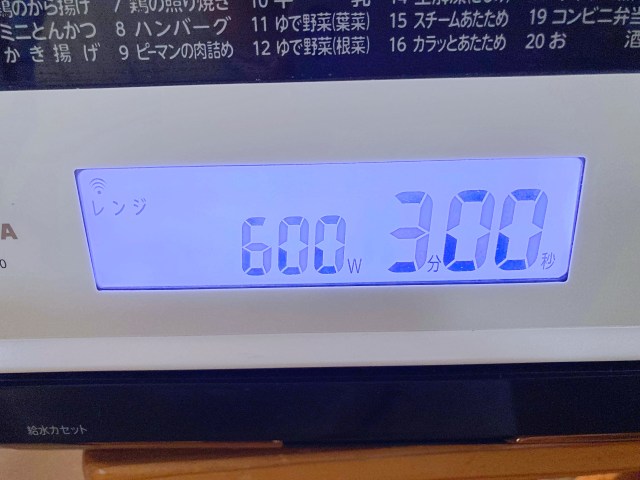 鶏のから揚げ 7 鶏の照り焼き
ミニとんかつ 8 ハンバーグ 11 ゆで野菜(葉菜) 15 スチームあたため 19 コンビニ弁
かき揚げ 9 ピーマンの肉詰め 12 ゆで野菜(根菜) 16 カラッとあたため 20 お 酒
レンジ
600W 3分00秒
A
0
給水カセット